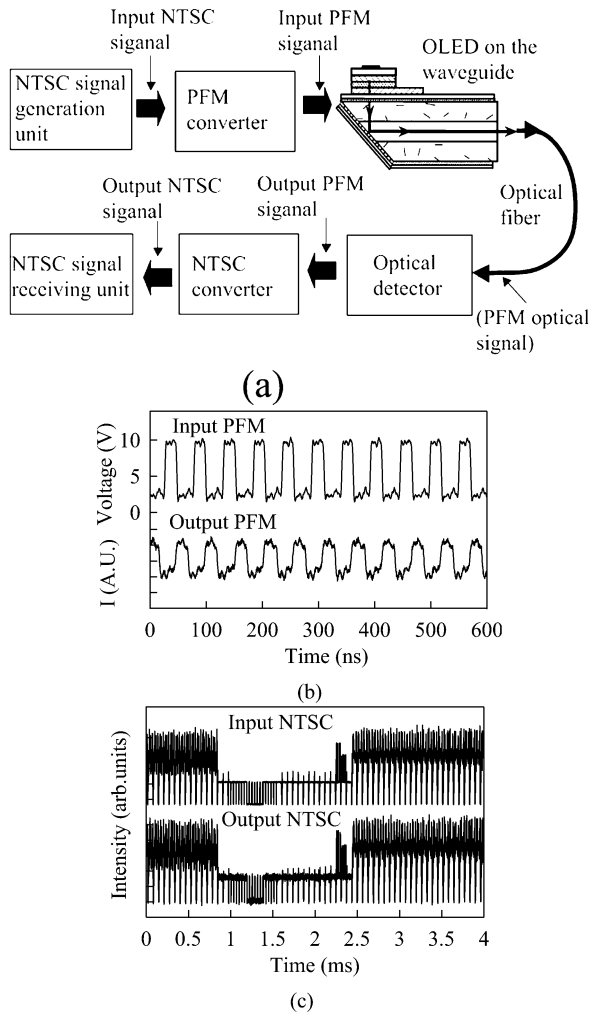 Input NTSC
siganal
Input PFM
siganal
OLED on the
waveguide
NTSC signal
generation
unit
PFM
converter
Output NTSC
siganal
Output PFM
siganal
Optical
fiber
NTSC signal
receiving unit
NTSC
converter
Optical
detector
(PFM optical
signal)
(a)
Input PFM
10
5
0
Voltage (V)
Output PFM
I (A.U.)
0 100 200 300 400 500 600
Time (ns)
(b)
Input NTSC
Output NTSC
Intensity (arb.units)
0 0.5 1 1.5 2 2.5 3 3.5 4
Time (ms)
(c)